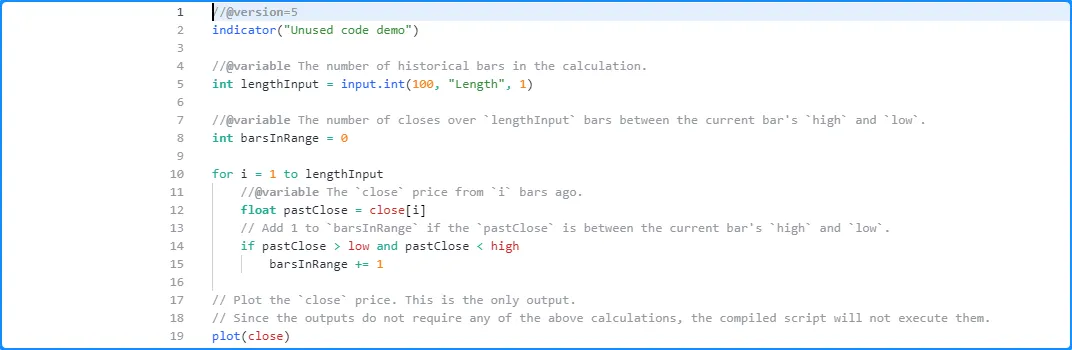 1 //@version=5
2 indicator("Unused code demo")
3
4 //@variable The number of historical bars in the calculation.
5 int lengthInput = input.int(100, "Length", 1)
6
7 //@variable The number of closes over `lengthInput` bars between the current bar's `high` and `low`.
8 int barsInRange = 0
9
10 for i = 1 to lengthInput
11     //@variable The `close` price from `i` bars ago.
12     float pastClose = close[i]
13     // Add 1 to `barsInRange` if the `pastClose` is between the current bar's `high` and `low`.
14     if pastClose > low and pastClose < high
15         barsInRange += 1
16
17 // Plot the `close` price. This is the only output.
18 // Since the outputs do not require any of the above calculations, the compiled script will not execute them.
19 plot(close)